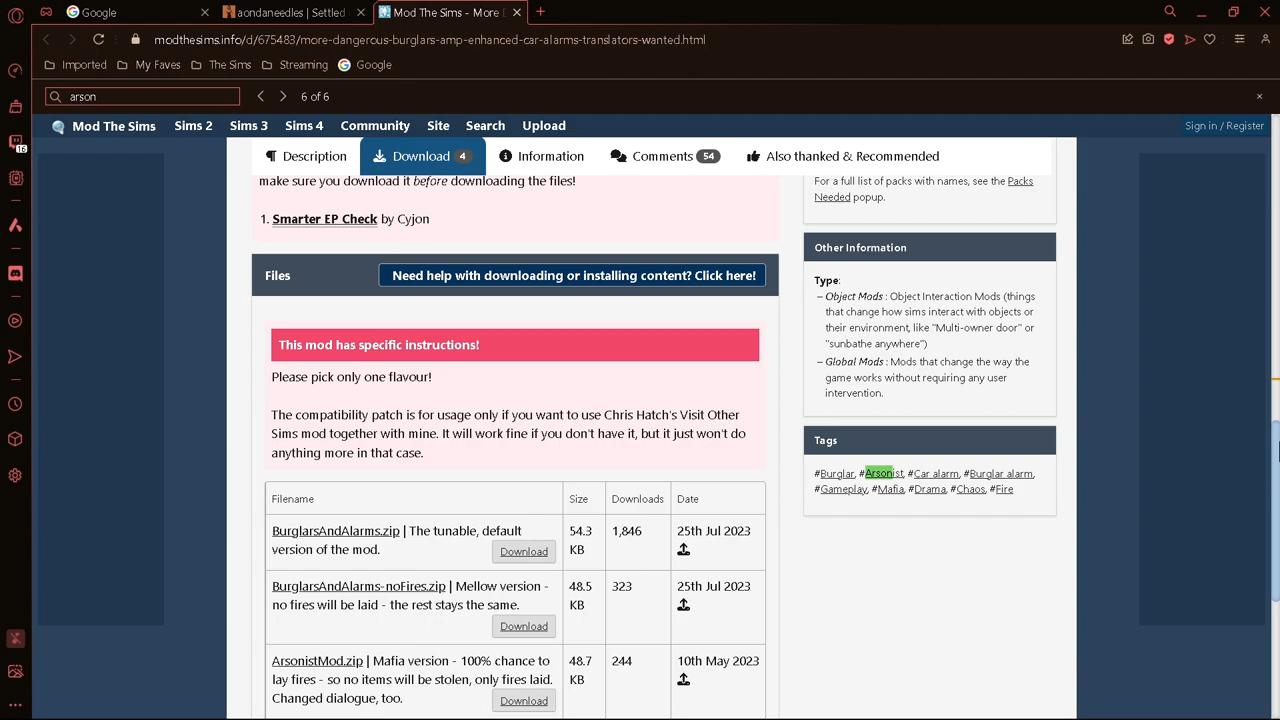 Google
aondaneedles | Settled
Mod The Sims - More D
modthesims.info/d/675483/more-dangerous-burglars-amp-enhanced-car-alarms-translators-wanted.html
Imported My Faves The Sims Streaming Google
arson 6 of 6
Mod The Sims Sims 2 Sims 3 Sims 4 Community Site Search Upload Sign in / Register
Description Download 4 Information Comments 54 Also thanked & Recommended
16
make sure you download it before downloading the files!
1. Smarter EP Check by Cyjon
Files Need help with downloading or installing content? Click here!
This mod has specific instructions!
Please pick only one flavour!
The compatibility patch is for usage only if you want to use Chris Hatch's Visit Other
Sims mod together with mine. It will work fine if you don't have it, but it just won't do
anything more in that case.
Filename Size Downloads Date
BurglarsAndAlarms.zip | The tunable, default 54.3 1,846 25th Jul 2023
version of the mod. Download KB
BurglarsAndAlarms-noFires.zip | Mellow version - 48.5 323 25th Jul 2023
no fires will be laid - the rest stays the same. KB
Download
ArsonistMod.zip | Mafia version - 100% chance to 48.7 244 10th May 2023
lay fires - so no items will be stolen, only fires laid. KB
Changed dialogue, too. Download
For a full list of packs with names, see the Packs
Needed popup.
Other Information
Type:
– Object Mods : Object Interaction Mods (things
that change how sims interact with objects or
their environment, like "Multi-owner door" or
"sunbathe anywhere")
– Global Mods : Mods that change the way the
game works without requiring any user
intervention.
Tags
#Burglar, #Arsonist, #Car alarm, #Burglar alarm,
#Gameplay, #Mafia, #Drama, #Chaos, #Fire